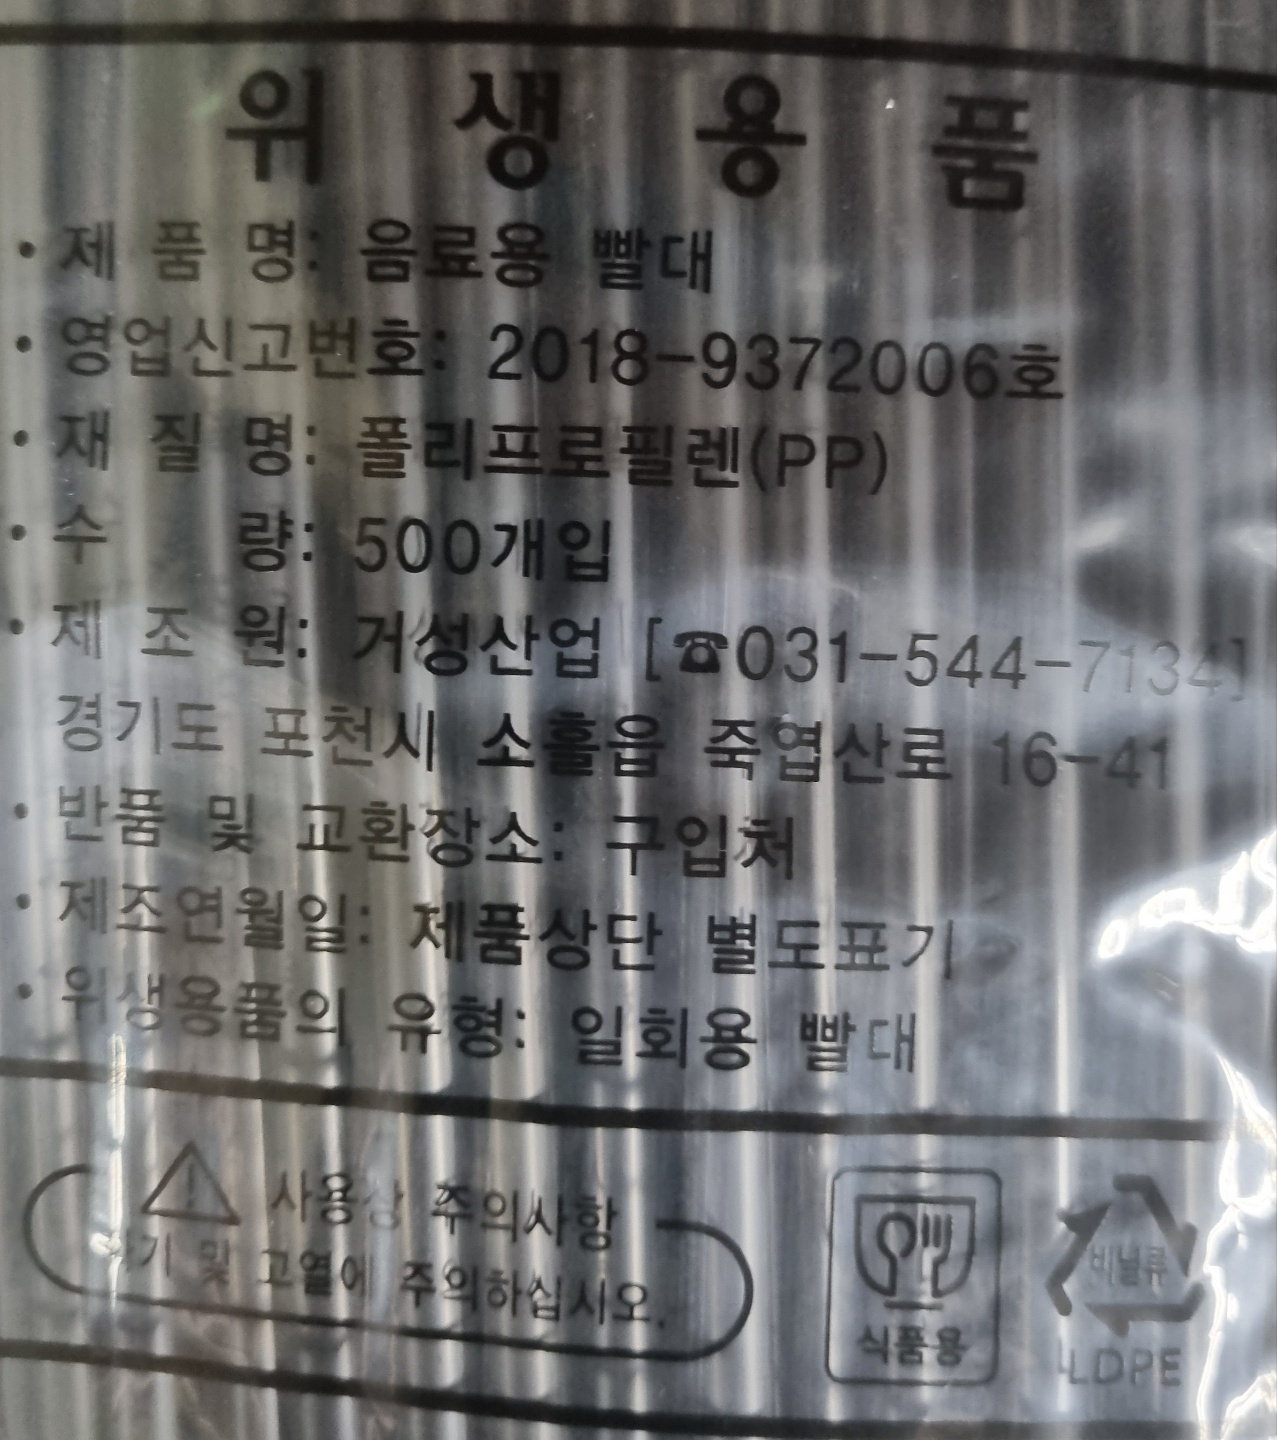 위 생 용 품
· 제 품 명: 음료용 빨대
· 영업신고번호: 2018-9372006호
· 재 질 명: 폴리프로필렌(PP)
· 수 량: 500개입
· 제 조 원: 거성산업 [☎031-544-7134]
경기도 포천시 소흘읍 죽엽산로 16-41
· 반품 및 교환장소: 구입처
· 제조연월일: 제품상단 별도표기
· 위생용품의 유형: 일회용 빨대
사용상 주의사항
및 고열에 주의하십시오.
식품용
비닐류
LDPE